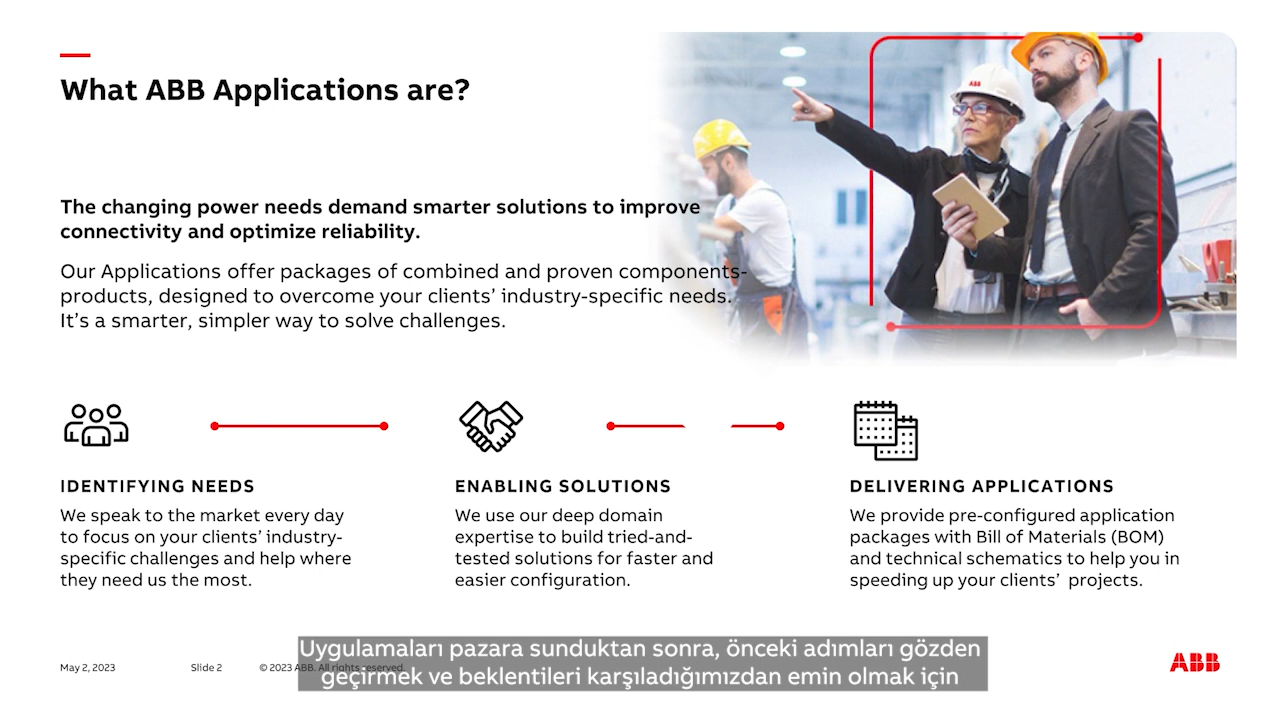 What ABB Applications are?
ABB
The changing power needs demand smarter solutions to improve
connectivity and optimize reliability.
Our Applications offer packages of combined and proven components-
products, designed to overcome your clients’ industry-specific needs.
It’s a smarter, simpler way to solve challenges.
IDENTIFYING NEEDS
We speak to the market every day
to focus on your clients’ industry-
specific challenges and help where
they need us the most.
ENABLING SOLUTIONS
We use our deep domain
expertise to build tried-and-
tested solutions for faster and
easier configuration.
DELIVERING APPLICATIONS
We provide pre-configured application
packages with Bill of Materials (BOM)
and technical schematics to help you in
speeding up your clients’ projects.
Uygulamaları pazara sunduktan sonra, önceki adımları gözden
geçirmek ve beklentileri karşıladığımızdan emin olmak için
May 2, 2023
Slide 2
© 2023 ABB. All rights reserved.
ABB